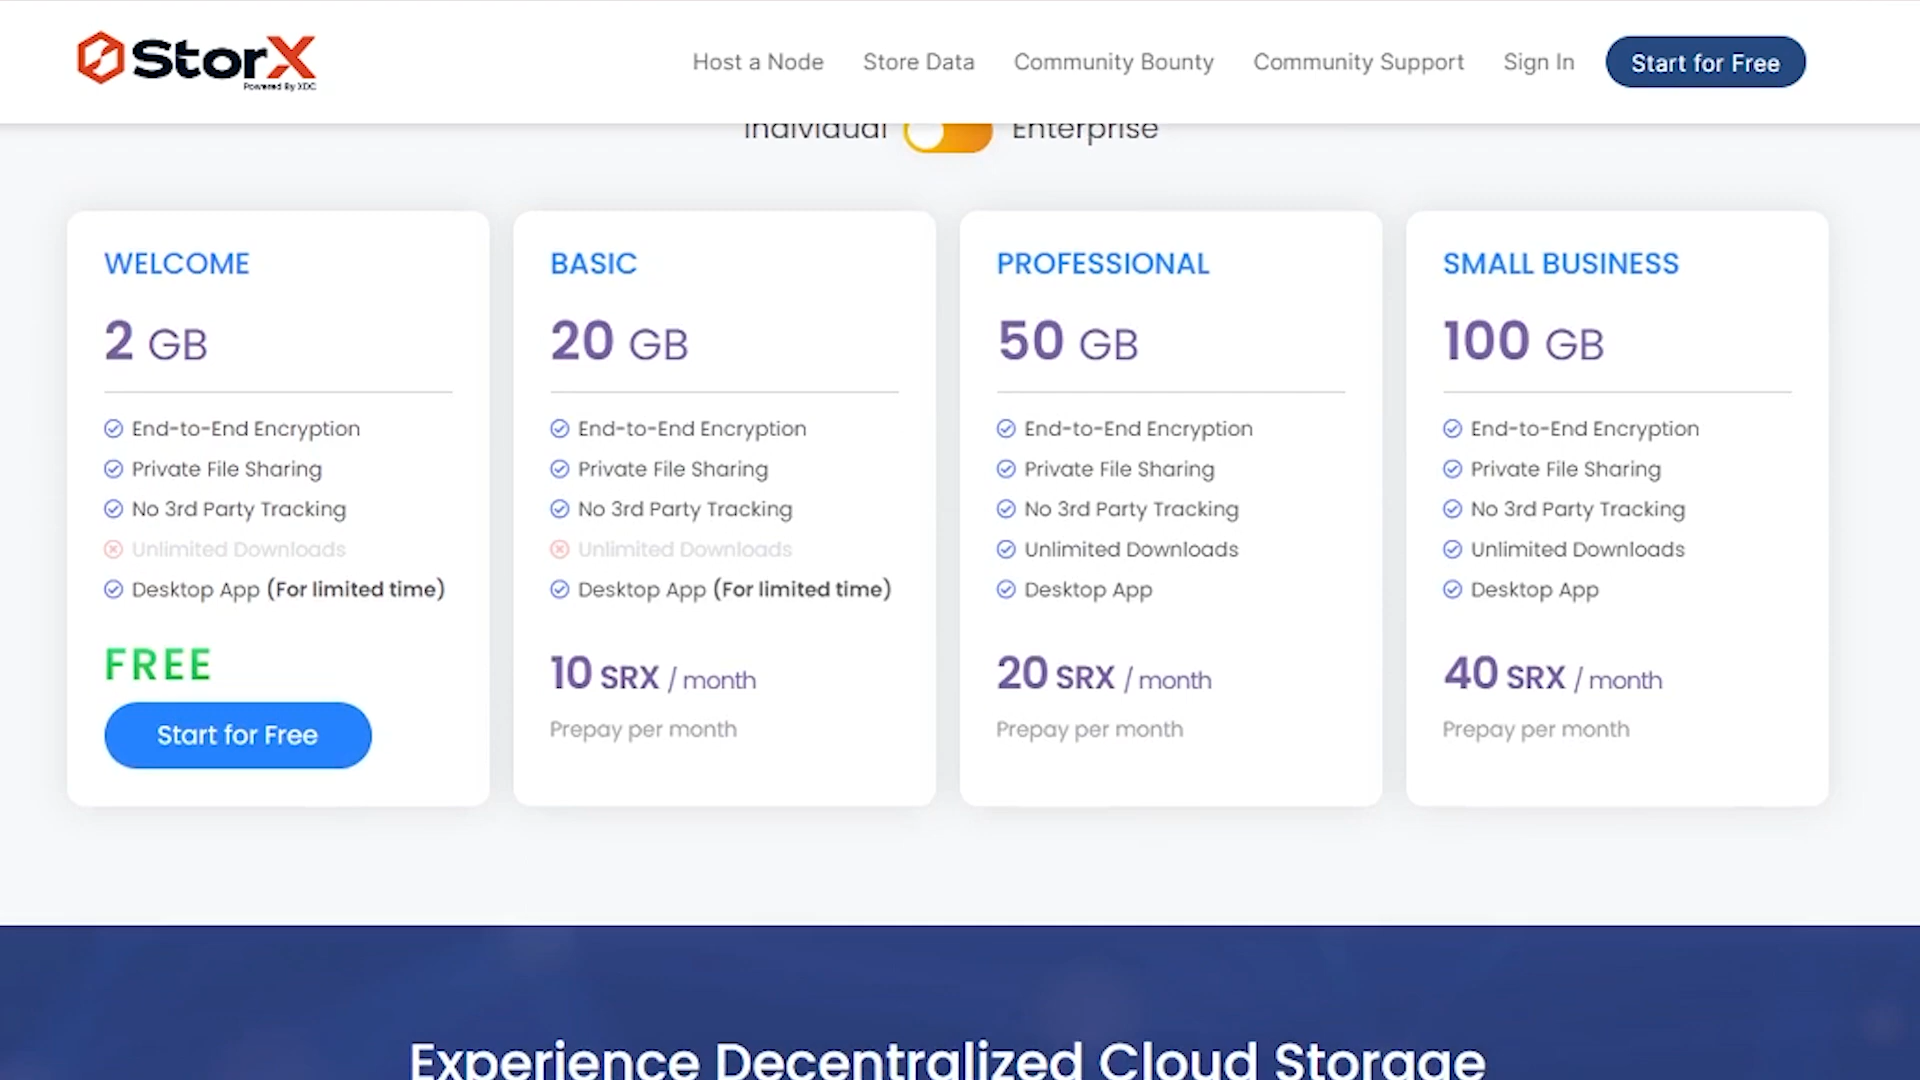 StorX
Powered By XDC
Host a Node
Store Data
Community Bounty
Community Support
Sign In
Start for Free
Individual
Enterprise
WELCOME
2 GB
End-to-End Encryption
Private File Sharing
No 3rd Party Tracking
Unlimited Downloads
Desktop App (For limited time)
FREE
Start for Free
BASIC
20 GB
End-to-End Encryption
Private File Sharing
No 3rd Party Tracking
Unlimited Downloads
Desktop App (For limited time)
10 SRX / month
Prepay per month
PROFESSIONAL
50 GB
End-to-End Encryption
Private File Sharing
No 3rd Party Tracking
Unlimited Downloads
Desktop App
20 SRX / month
Prepay per month
SMALL BUSINESS
100 GB
End-to-End Encryption
Private File Sharing
No 3rd Party Tracking
Unlimited Downloads
Desktop App
40 SRX / month
Prepay per month
Experience Decentralized Cloud Storage